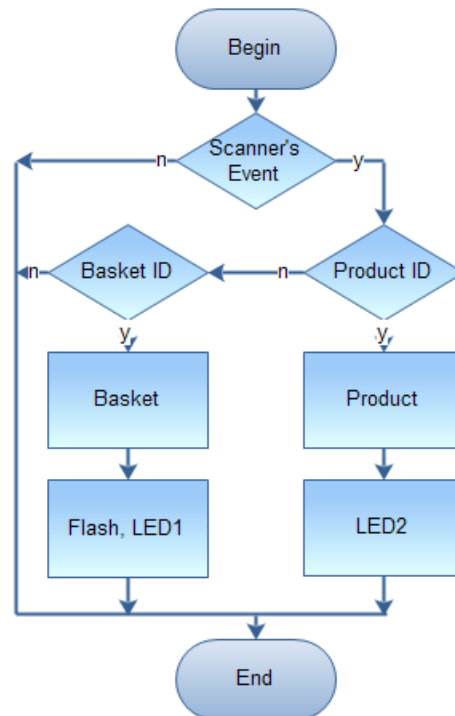 Begin
Scanner's
Event
n
y
Basket ID
n
Product ID
n
y
y
Basket
Product
Flash, LED1
LED2
End